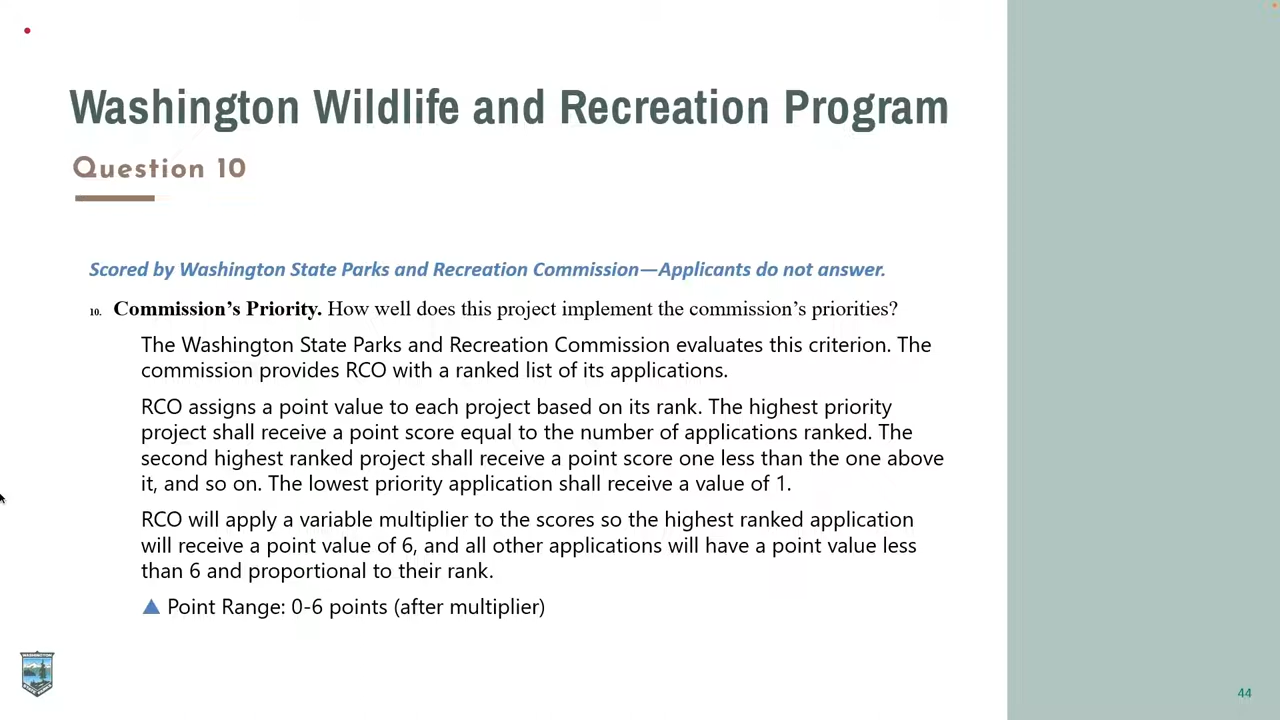 Washington Wildlife and Recreation Program
Question 10
Scored by Washington State Parks and Recreation Commission—Applicants do not answer.
10. Commission's Priority. How well does this project implement the commission's priorities?
The Washington State Parks and Recreation Commission evaluates this criterion. The
commission provides RCO with a ranked list of its applications.
RCO assigns a point value to each project based on its rank. The highest priority
project shall receive a point score equal to the number of applications ranked. The
second highest ranked project shall receive a point score one less than the one above
it, and so on. The lowest priority application shall receive a value of 1.
RCO will apply a variable multiplier to the scores so the highest ranked application
will receive a point value of 6, and all other applications will have a point value less
than 6 and proportional to their rank.
Point Range: 0-6 points (after multiplier)
44